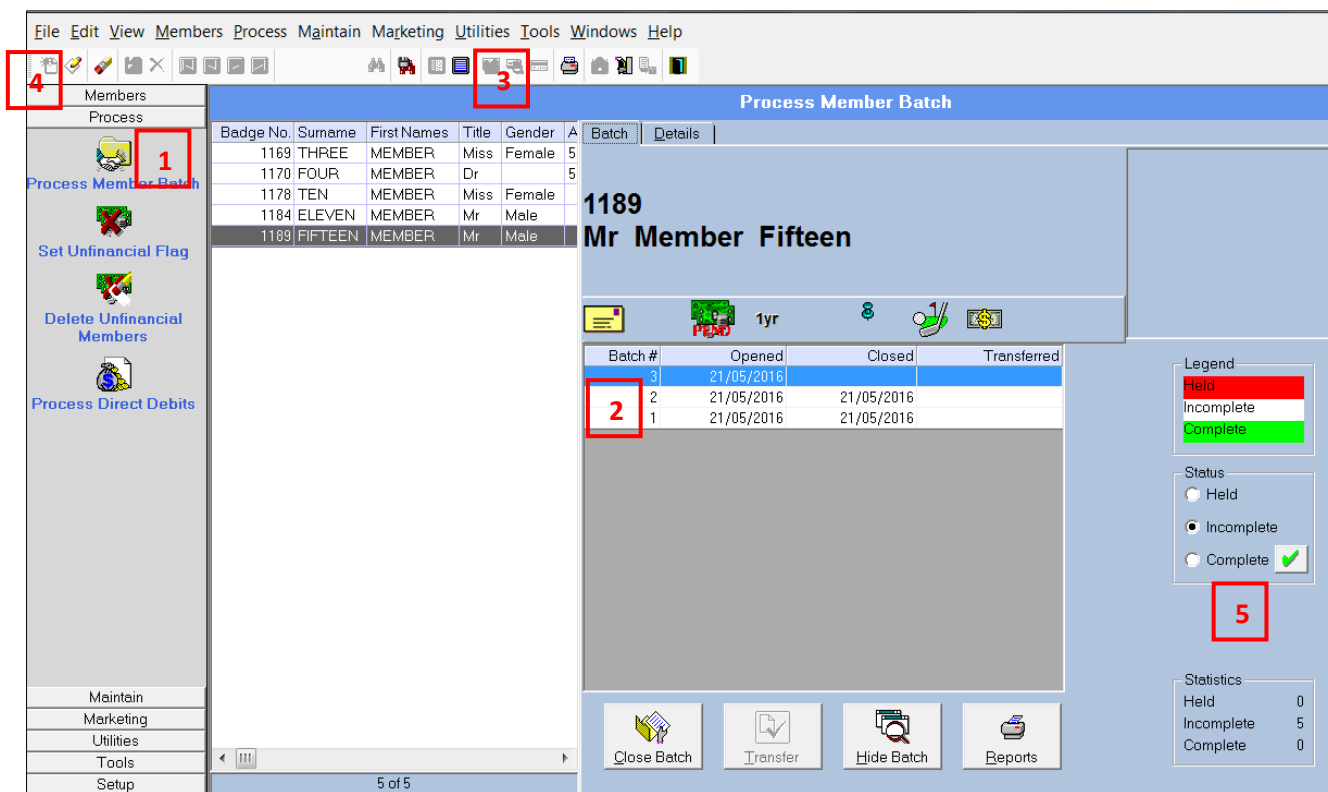 File Edit View Members Process Maintain Marketing Utilities Tools Windows Help
4
3
Members
Process
1
Process Member Batch
Set Unfinancial Flag
Delete Unfinancial
Members
Process Direct Debits
Maintain
Marketing
Utilities
Tools
Setup
Process Member Batch
Badge No. Surname First Names Title Gender A
1169 THREE MEMBER Miss Female 5
1170 FOUR MEMBER Dr 5
1178 TEN MEMBER Miss Female
1184 ELEVEN MEMBER Mr Male
1189 FIFTEEN MEMBER Mr Male
5 of 5
Batch Details
1189
Mr Member Fifteen
PEND 1yr 8
Batch # Opened Closed Transferred
3 21/05/2016
2 21/05/2016 21/05/2016
1 21/05/2016 21/05/2016
2
Close Batch Transfer Hide Batch Reports
Legend
Held
Incomplete
Complete
Status
Held
Incomplete
Complete
5
Statistics
Held 0
Incomplete 5
Complete 0